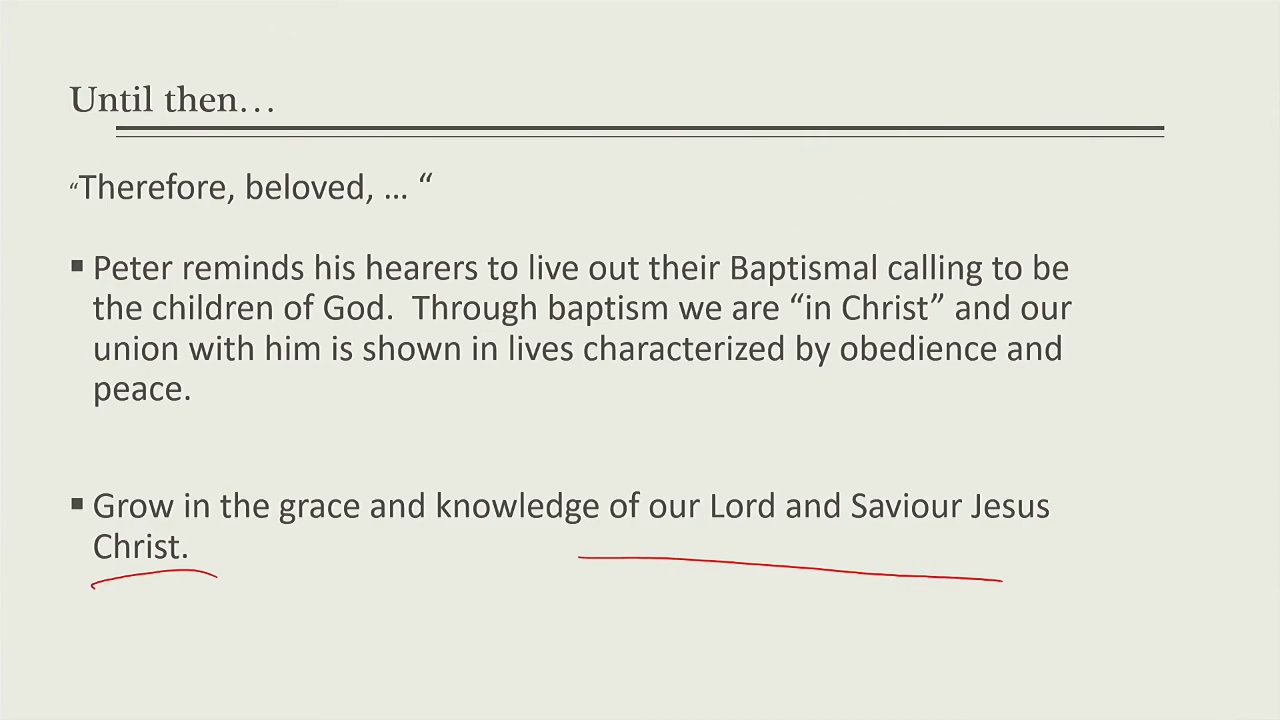 Until then…
“Therefore, beloved, … “
▪ Peter reminds his hearers to live out their Baptismal calling to be
the children of God.  Through baptism we are “in Christ” and our
union with him is shown in lives characterized by obedience and
peace.
▪ Grow in the grace and knowledge of our Lord and Saviour Jesus
Christ.